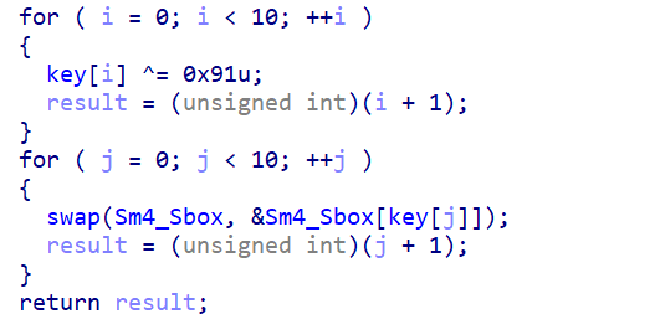 for ( i = 0; i < 10; ++i )
{
  key[i] ^= 0x91u;
  result = (unsigned int)(i + 1);
}
for ( j = 0; j < 10; ++j )
{
  swap(Sm4_Sbox, &Sm4_Sbox[key[j]]);
  result = (unsigned int)(j + 1);
}
return result;